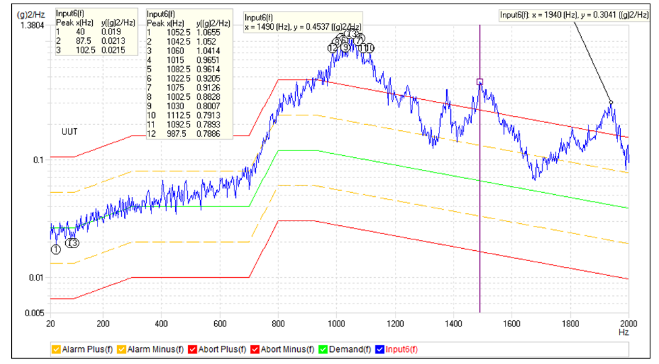 (g)2/Hz
1.3804
0.1
0.01
0.005
Input6(f)
Peak x(Hz) y((g)2/Hz)
1 40 0.019
2 87.5 0.0213
3 102.5 0.0215
Input6(f)
Peak x(Hz) y((g)2/Hz)
1 1052.5 1.0655
2 1042.5 1.052
3 1060 1.0414
4 1015 0.9651
5 1082.5 0.9614
6 1022.5 0.9205
7 1075 0.9126
8 1002.5 0.8828
9 1030 0.8007
10 1112.5 0.7913
11 1092.5 0.7893
12 987.5 0.7886
Input6(f)
x = 1490 (Hz), y = 0.4537 ((g)2/Hz)
Input6(f): x = 1940 (Hz), y = 0.3041 ((g)2/Hz)
UUT
20 200 400 600 800 1000 1200 1400 1600 1800 2000
Hz
Alarm Plus(f) Alarm Minus(f) Abort Plus(f) Abort Minus(f) Demand(f) Input6(f)